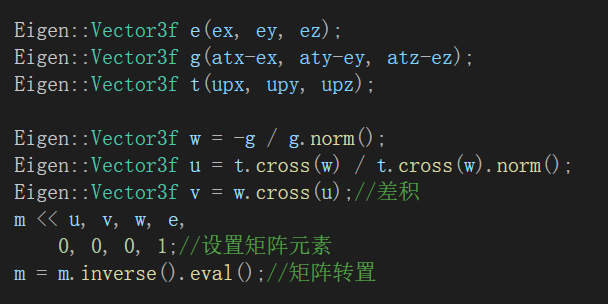 Eigen::Vector3f e(ex, ey, ez);
Eigen::Vector3f g(atx-ex, aty-ey, atz-ez);
Eigen::Vector3f t(upx, upy, upz);
Eigen::Vector3f w = -g / g.norm();
Eigen::Vector3f u = t.cross(w) / t.cross(w).norm();
Eigen::Vector3f v = w.cross(u);//差积
m << u, v, w, e,
0, 0, 0, 1;//设置矩阵元素
m = m.inverse().eval();//矩阵转置